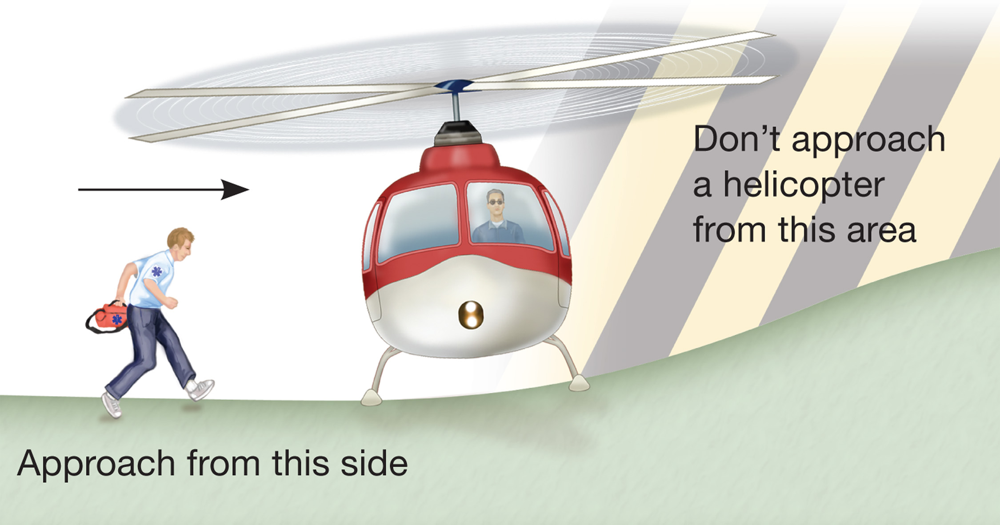 Don’t approach
a helicopter
from this area
Approach from this side